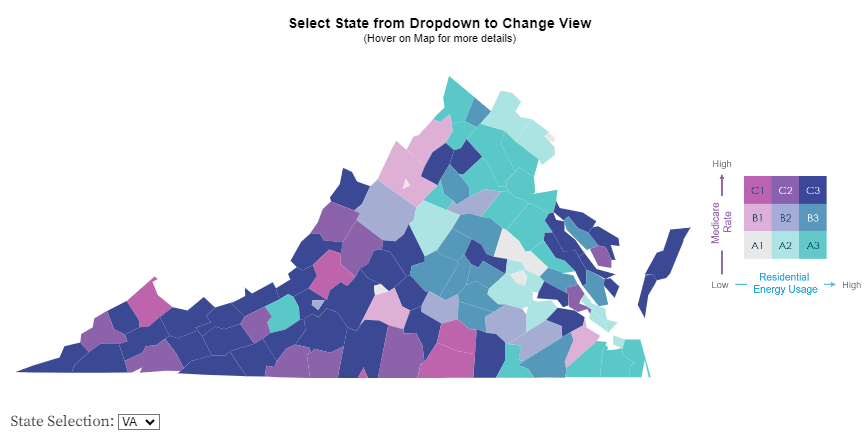 Select State from Dropdown to Change View
(Hover on Map for more details)
High
C1 C2 C3
B1 B2 B3
A1 A2 A3
Medicare
Rate
Low
Residential
Energy Usage
High
State Selection: VA